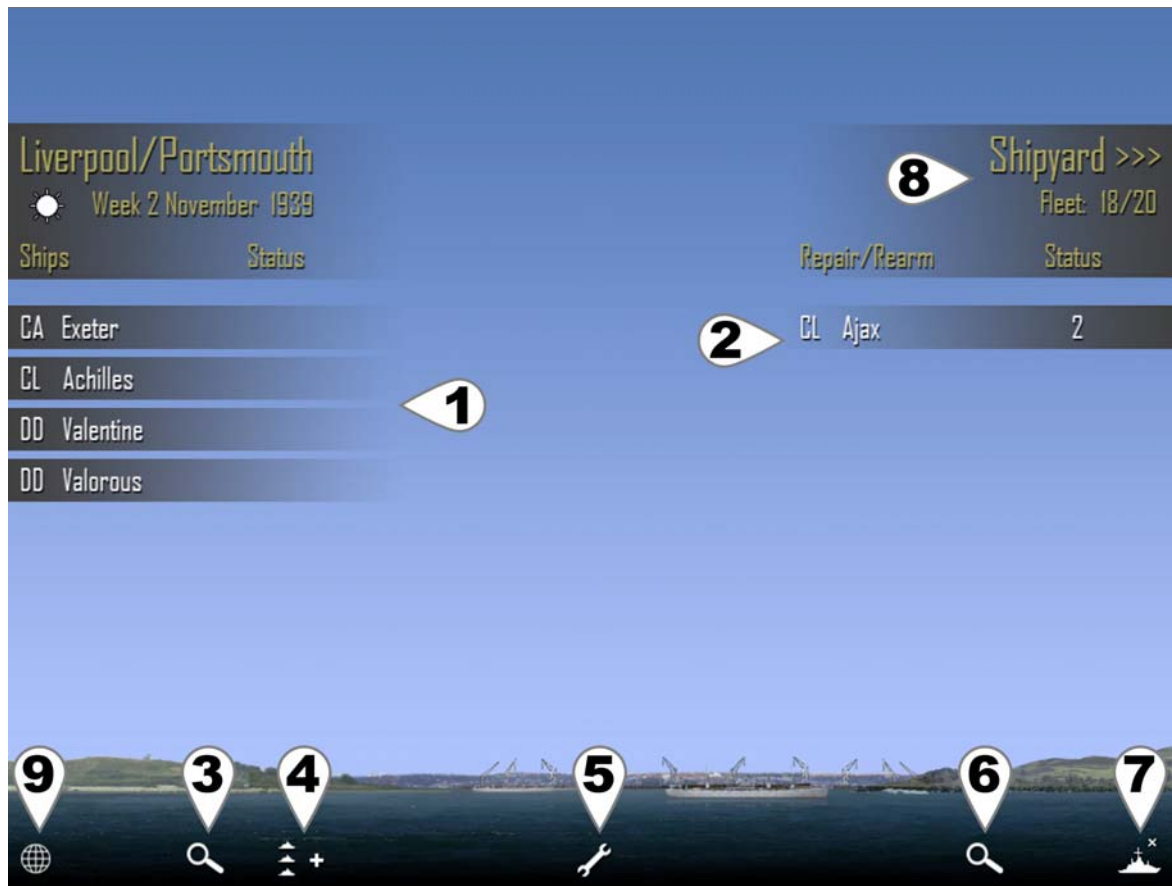 Liverpool/Portsmouth
Week 2 November 1939
Ships Status
CA Exeter
CL Achilles
DD Valentine
DD Valorous
1
8
Shipyard >>>
Fleet: 18/20
Repair/Rearm Status
2
CL Ajax 2
9 3 4 5 6 7